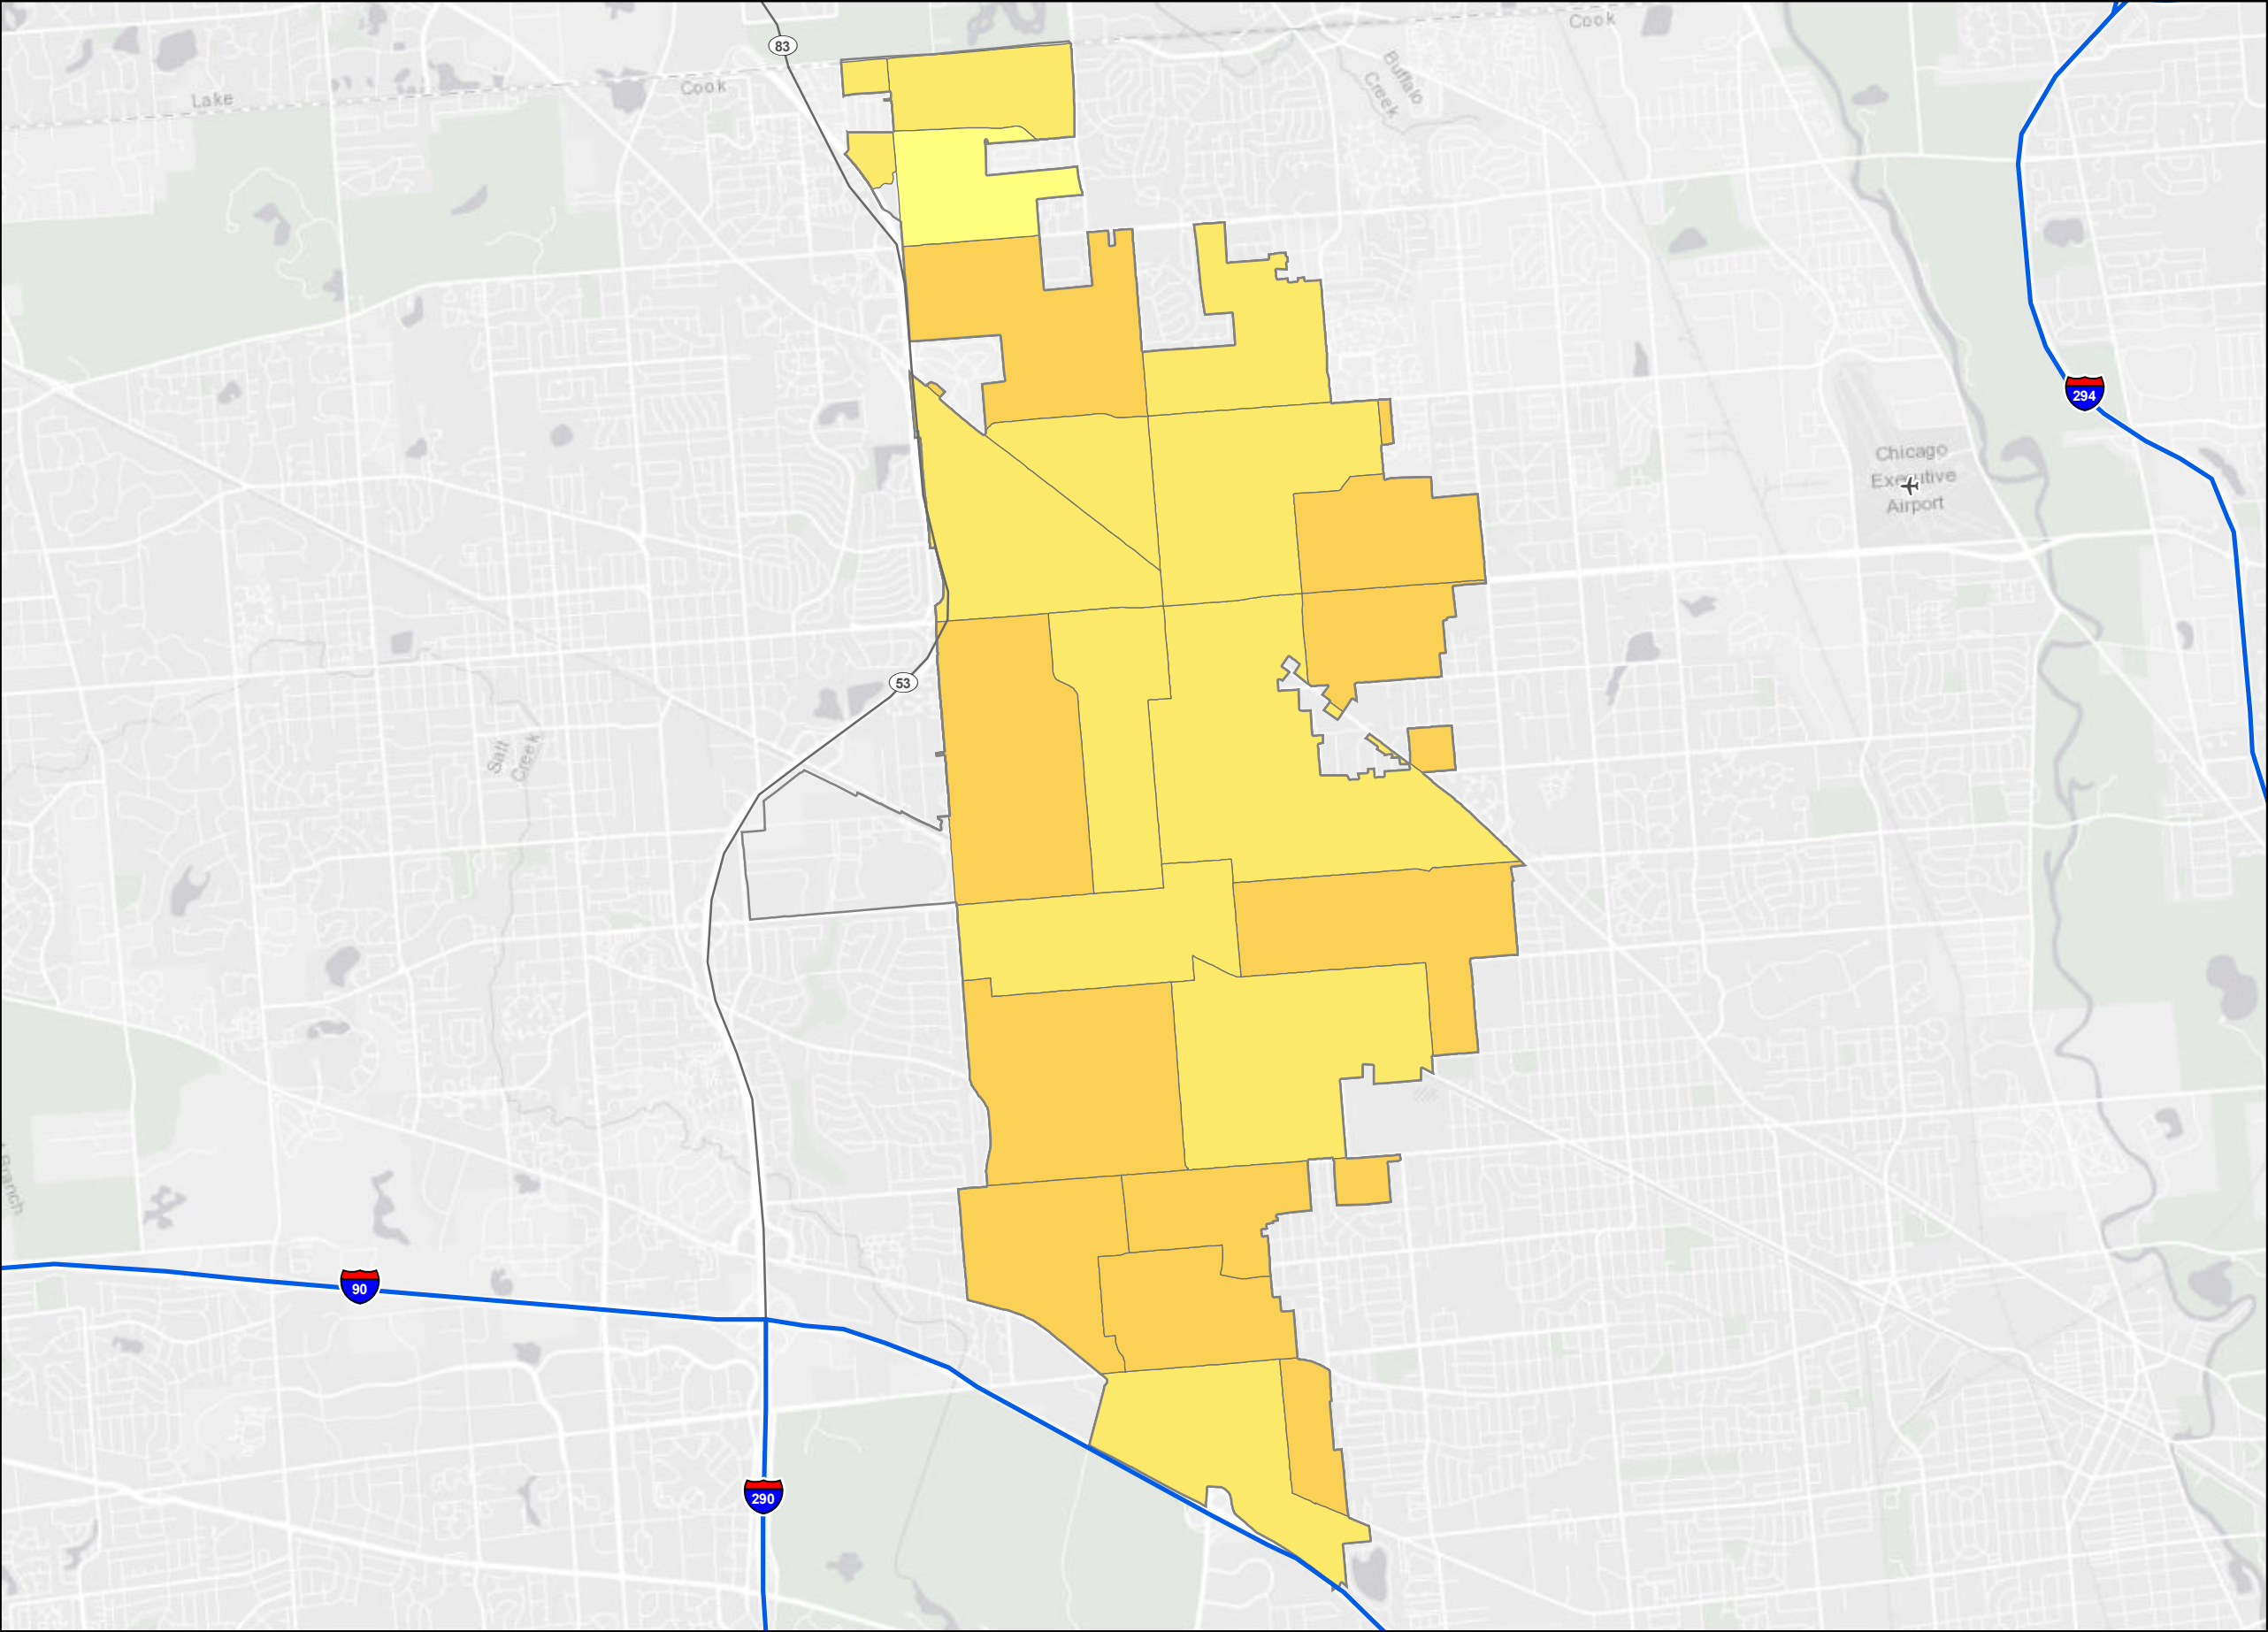 Cook
83
Lake
Cook
Buffalo
Creek
294
Chicago
Executive
Airport
53
Salt
Creek
Branch
90
290